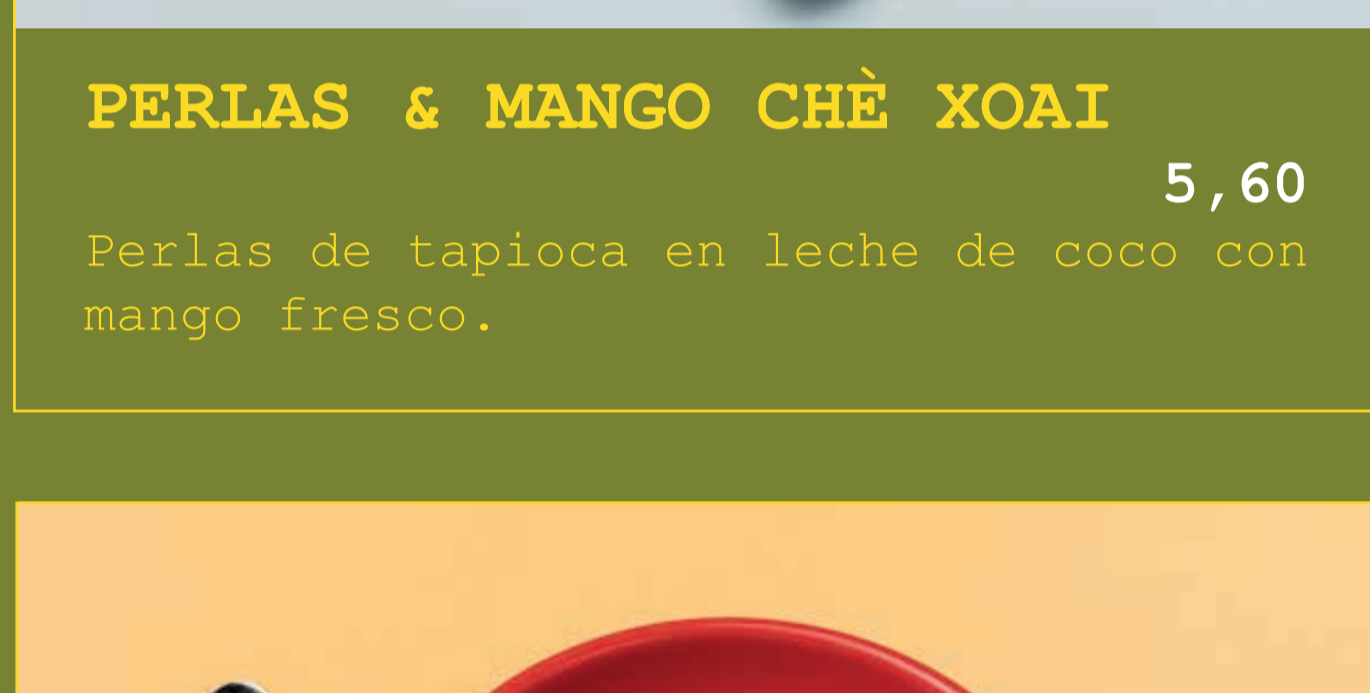 PERLAS & MANGO CHÈ XOAI
5,60
Perlas de tapioca en leche de coco con
mango fresco.